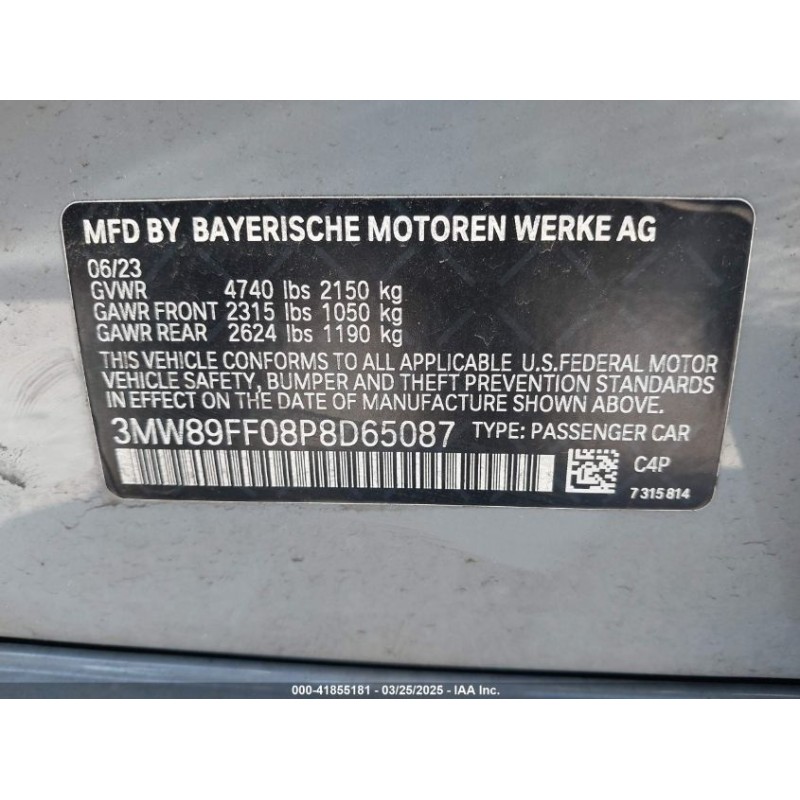 MFD BY BAYERISCHE MOTOREN WERKE AG
06/23
GVWR 4740 lbs 2150 kg
GAWR FRONT 2315 lbs 1050 kg
GAWR REAR 2624 lbs 1190 kg
THIS VEHICLE CONFORMS TO ALL APPLICABLE U.S.FEDERAL MOTOR
VEHICLE SAFETY, BUMPER AND THEFT PREVENTION STANDARDS
IN EFFECT ON THE DATE OF MANUFACTURE SHOWN ABOVE.
3MW89FF08P8D65087 TYPE: PASSENGER CAR
C4P
7 315 814
000-41855181 - 03/25/2025 - IAA Inc.